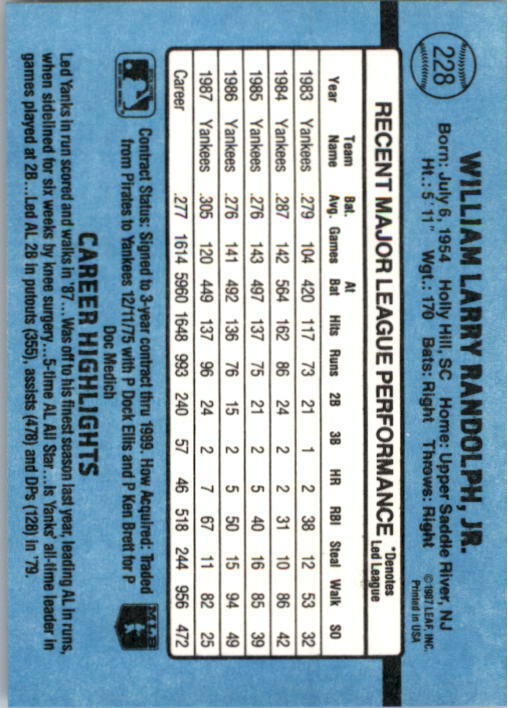 228
WILLIAM LARRY RANDOLPH, JR.
Born: July 6, 1954 Holly Hill, SC Home: Upper Saddle River, NJ
Ht.: 5' 11" Wgt.: 170 Bats: Right Throws: Right
©1987 LEAF, INC.
Printed in USA
RECENT MAJOR LEAGUE PERFORMANCE *Denotes Led League
Year Team Name Bat. Avg. Games At Bat Hits Runs 2B 3B HR RBI Steal Walk SO
1983 Yankees .279 104 420 117 73 21 1 2 38 12 53 32
1984 Yankees .287 142 564 162 86 24 2 2 31 10 86 42
1985 Yankees .276 143 497 137 75 21 2 5 40 16 85 39
1986 Yankees .276 141 492 136 76 15 2 5 50 15 94 49
1987 Yankees .305 120 449 137 96 24 2 7 67 11 82 25
Career .277 1614 5960 1648 993 240 57 46 518 244 956 472
Contract Status: Signed to 3-year contract thru 1989. How Acquired: Traded
from Pirates to Yankees 12/11/75 with P Dock Ellis and P Ken Brett for P
Doc Medich
CAREER HIGHLIGHTS
Led Yanks in run scored and walks in '87...Was off to his finest season last year, leading AL in runs,
when sidelined for six weeks by knee surgery...5-time AL All Star...Is Yanks' all-time leader in
games played at 2B...Led AL 2B in putouts (355), assists (478) and DPs (128) in '79.